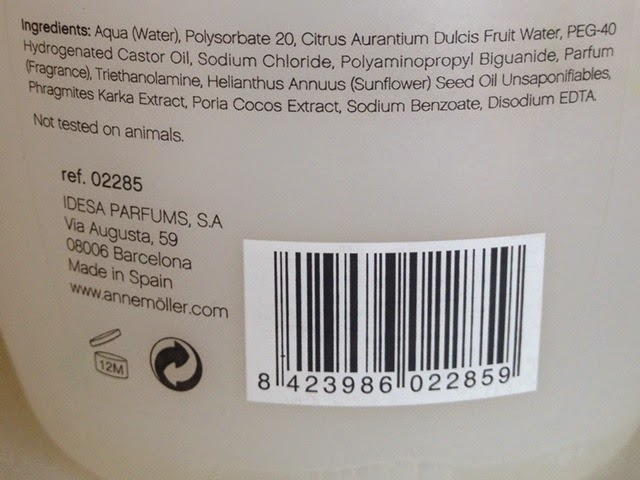 Ingredients: Aqua (Water), Polysorbate 20, Citrus Aurantium Dulcis Fruit Water, PEG-40
Hydrogenated Castor Oil, Sodium Chloride, Polyaminopropyl Biguanide, Parfum
(Fragrance), Triethanolamine, Helianthus Annuus (Sunflower) Seed Oil Unsaponifiables,
Phragmites Karka Extract, Poria Cocos Extract, Sodium Benzoate, Disodium EDTA.
Not tested on animals.
ref. 02285
IDESA PARFUMS, S.A
Via Augusta, 59
08006 Barcelona
Made in Spain
www.annemöller.com
12M
8 423986 022859